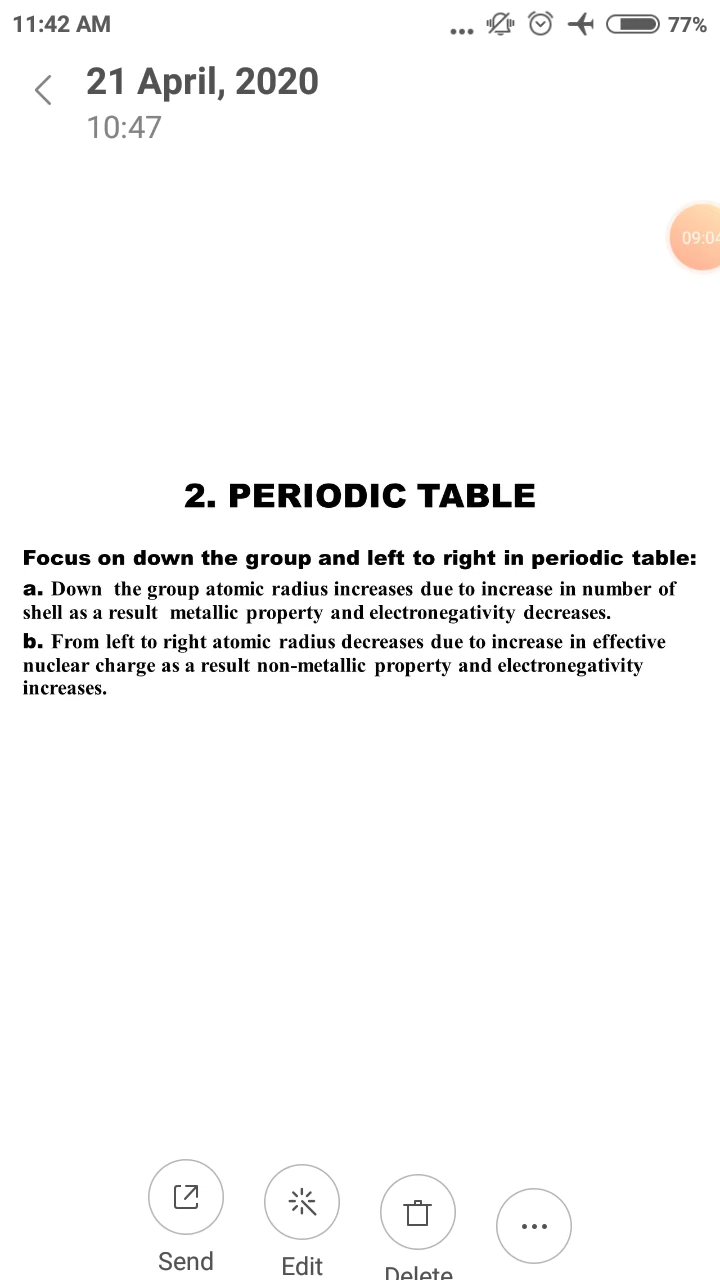 11:42 AM
77%
21 April, 2020
10:47
09:04
2. PERIODIC TABLE
Focus on down the group and left to right in periodic table:
a. Down the group atomic radius increases due to increase in number of
shell as a result metallic property and electronegativity decreases.
b. From left to right atomic radius decreases due to increase in effective
nuclear charge as a result non-metallic property and electronegativity
increases.
Send
Edit
Delete